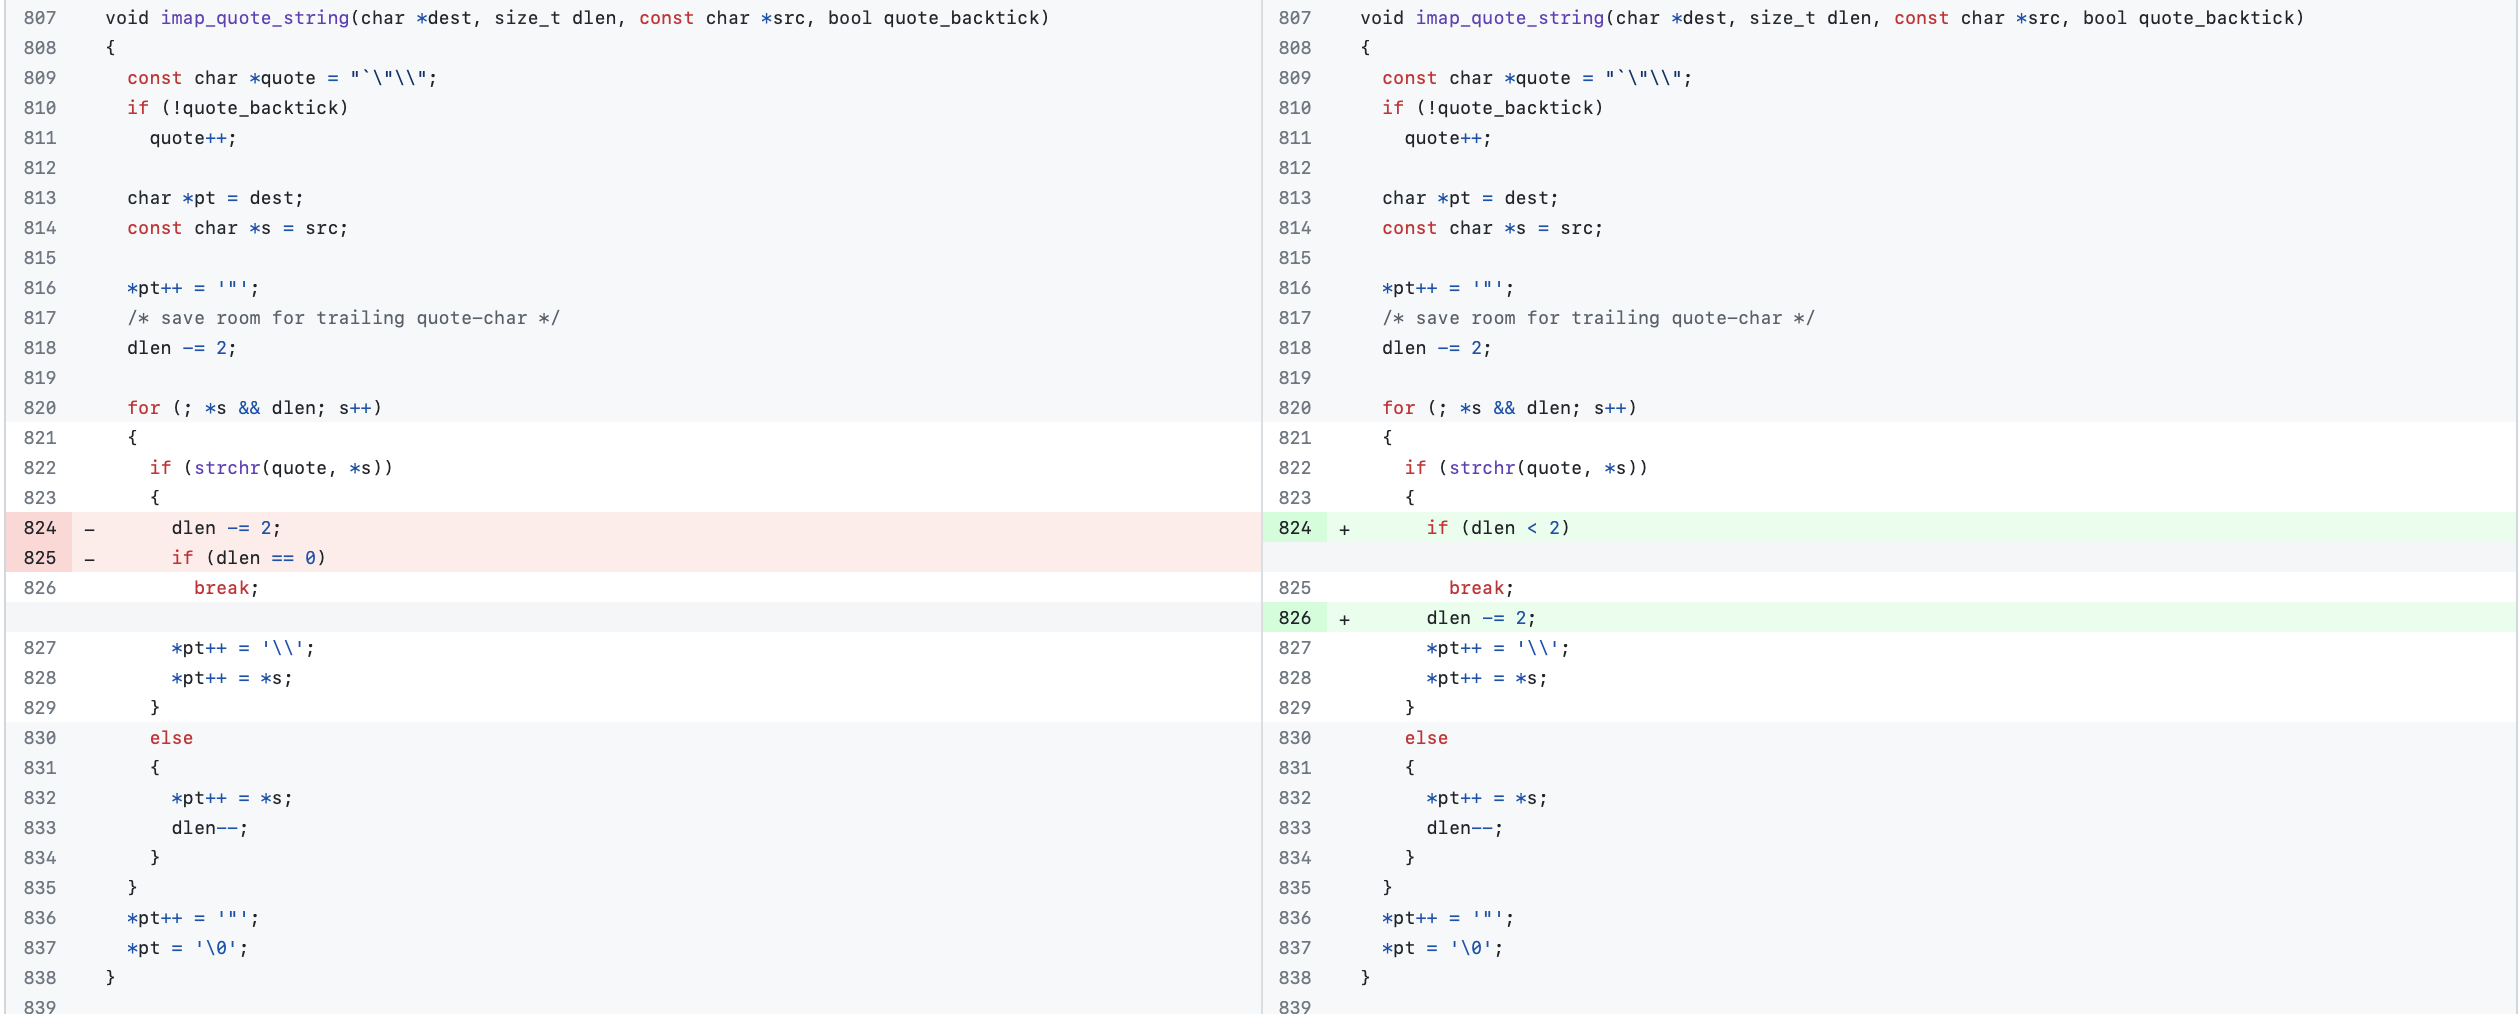 807 void imap_quote_string(char *dest, size_t dlen, const char *src, bool quote_backtick)
808 {
809   const char *quote = "`\"\\";
810   if (!quote_backtick)
811     quote++;
812
813   char *pt = dest;
814   const char *s = src;
815
816   *pt++ = '"';
817   /* save room for trailing quote-char */
818   dlen -= 2;
819
820   for (; *s && dlen; s++)
821   {
822     if (strchr(quote, *s))
823     {
824 -     dlen -= 2;
825 -     if (dlen == 0)
826         break;
827       *pt++ = '\\';
828       *pt++ = *s;
829     }
830     else
831     {
832       *pt++ = *s;
833       dlen--;
834     }
835   }
836   *pt++ = '"';
837   *pt = '\0';
838 }
839
807 void imap_quote_string(char *dest, size_t dlen, const char *src, bool quote_backtick)
808 {
809   const char *quote = "`\"\\";
810   if (!quote_backtick)
811     quote++;
812
813   char *pt = dest;
814   const char *s = src;
815
816   *pt++ = '"';
817   /* save room for trailing quote-char */
818   dlen -= 2;
819
820   for (; *s && dlen; s++)
821   {
822     if (strchr(quote, *s))
823     {
824 +     if (dlen < 2)
825         break;
826 +     dlen -= 2;
827       *pt++ = '\\';
828       *pt++ = *s;
829     }
830     else
831     {
832       *pt++ = *s;
833       dlen--;
834     }
835   }
836   *pt++ = '"';
837   *pt = '\0';
838 }
839